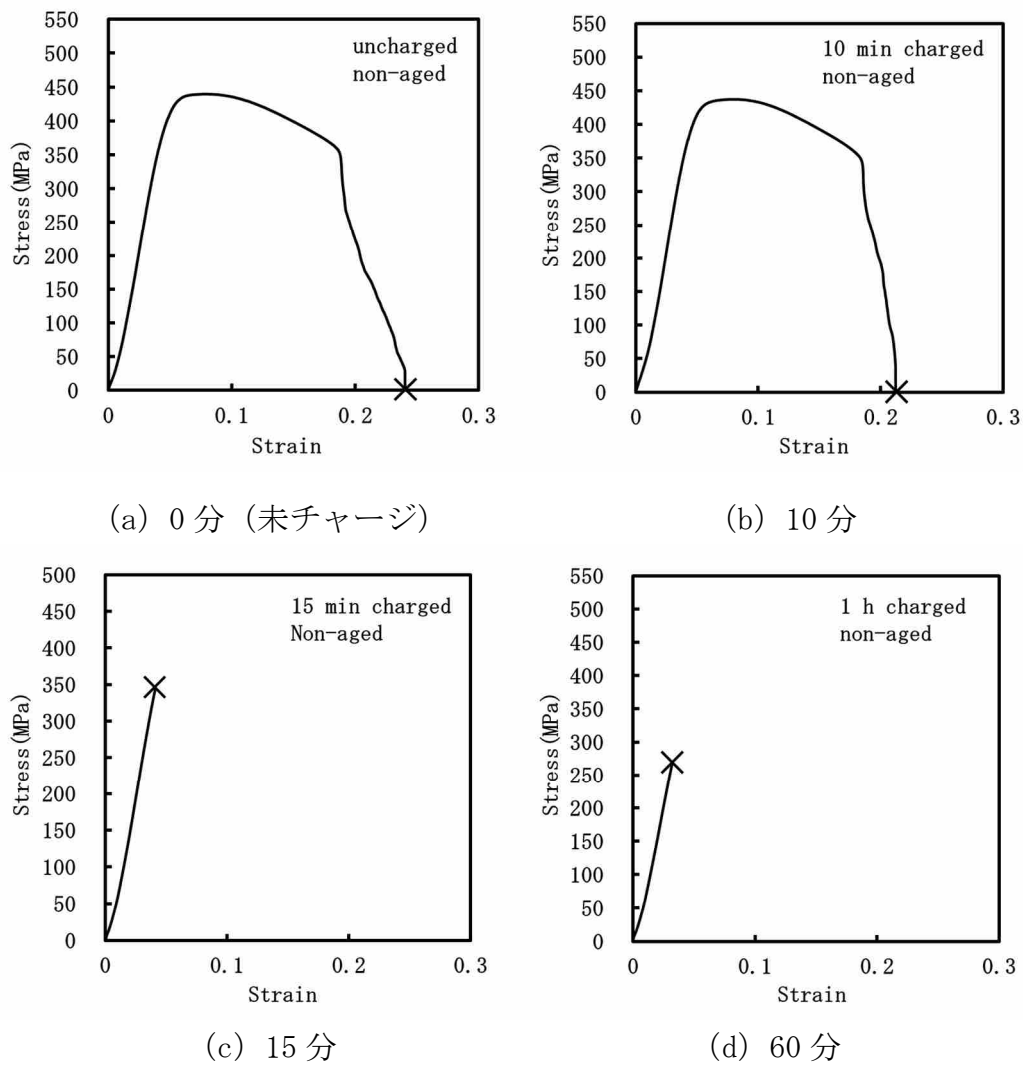 550
500
450
400
350
300
250
200
150
100
50
0
Stress(MPa)
uncharged
non-aged
0 0.1 0.2 0.3
Strain
(a) 0分 (未チャージ)
550
500
450
400
350
300
250
200
150
100
50
0
Stress(MPa)
10 min charged
non-aged
0 0.1 0.2 0.3
Strain
(b) 10分
500
450
400
350
300
250
200
150
100
50
0
Stress(MPa)
15 min charged
Non-aged
0 0.1 0.2 0.3
Strain
(c) 15分
550
500
450
400
350
300
250
200
150
100
50
0
Stress(MPa)
1 h charged
non-aged
0 0.1 0.2 0.3
Strain
(d) 60分